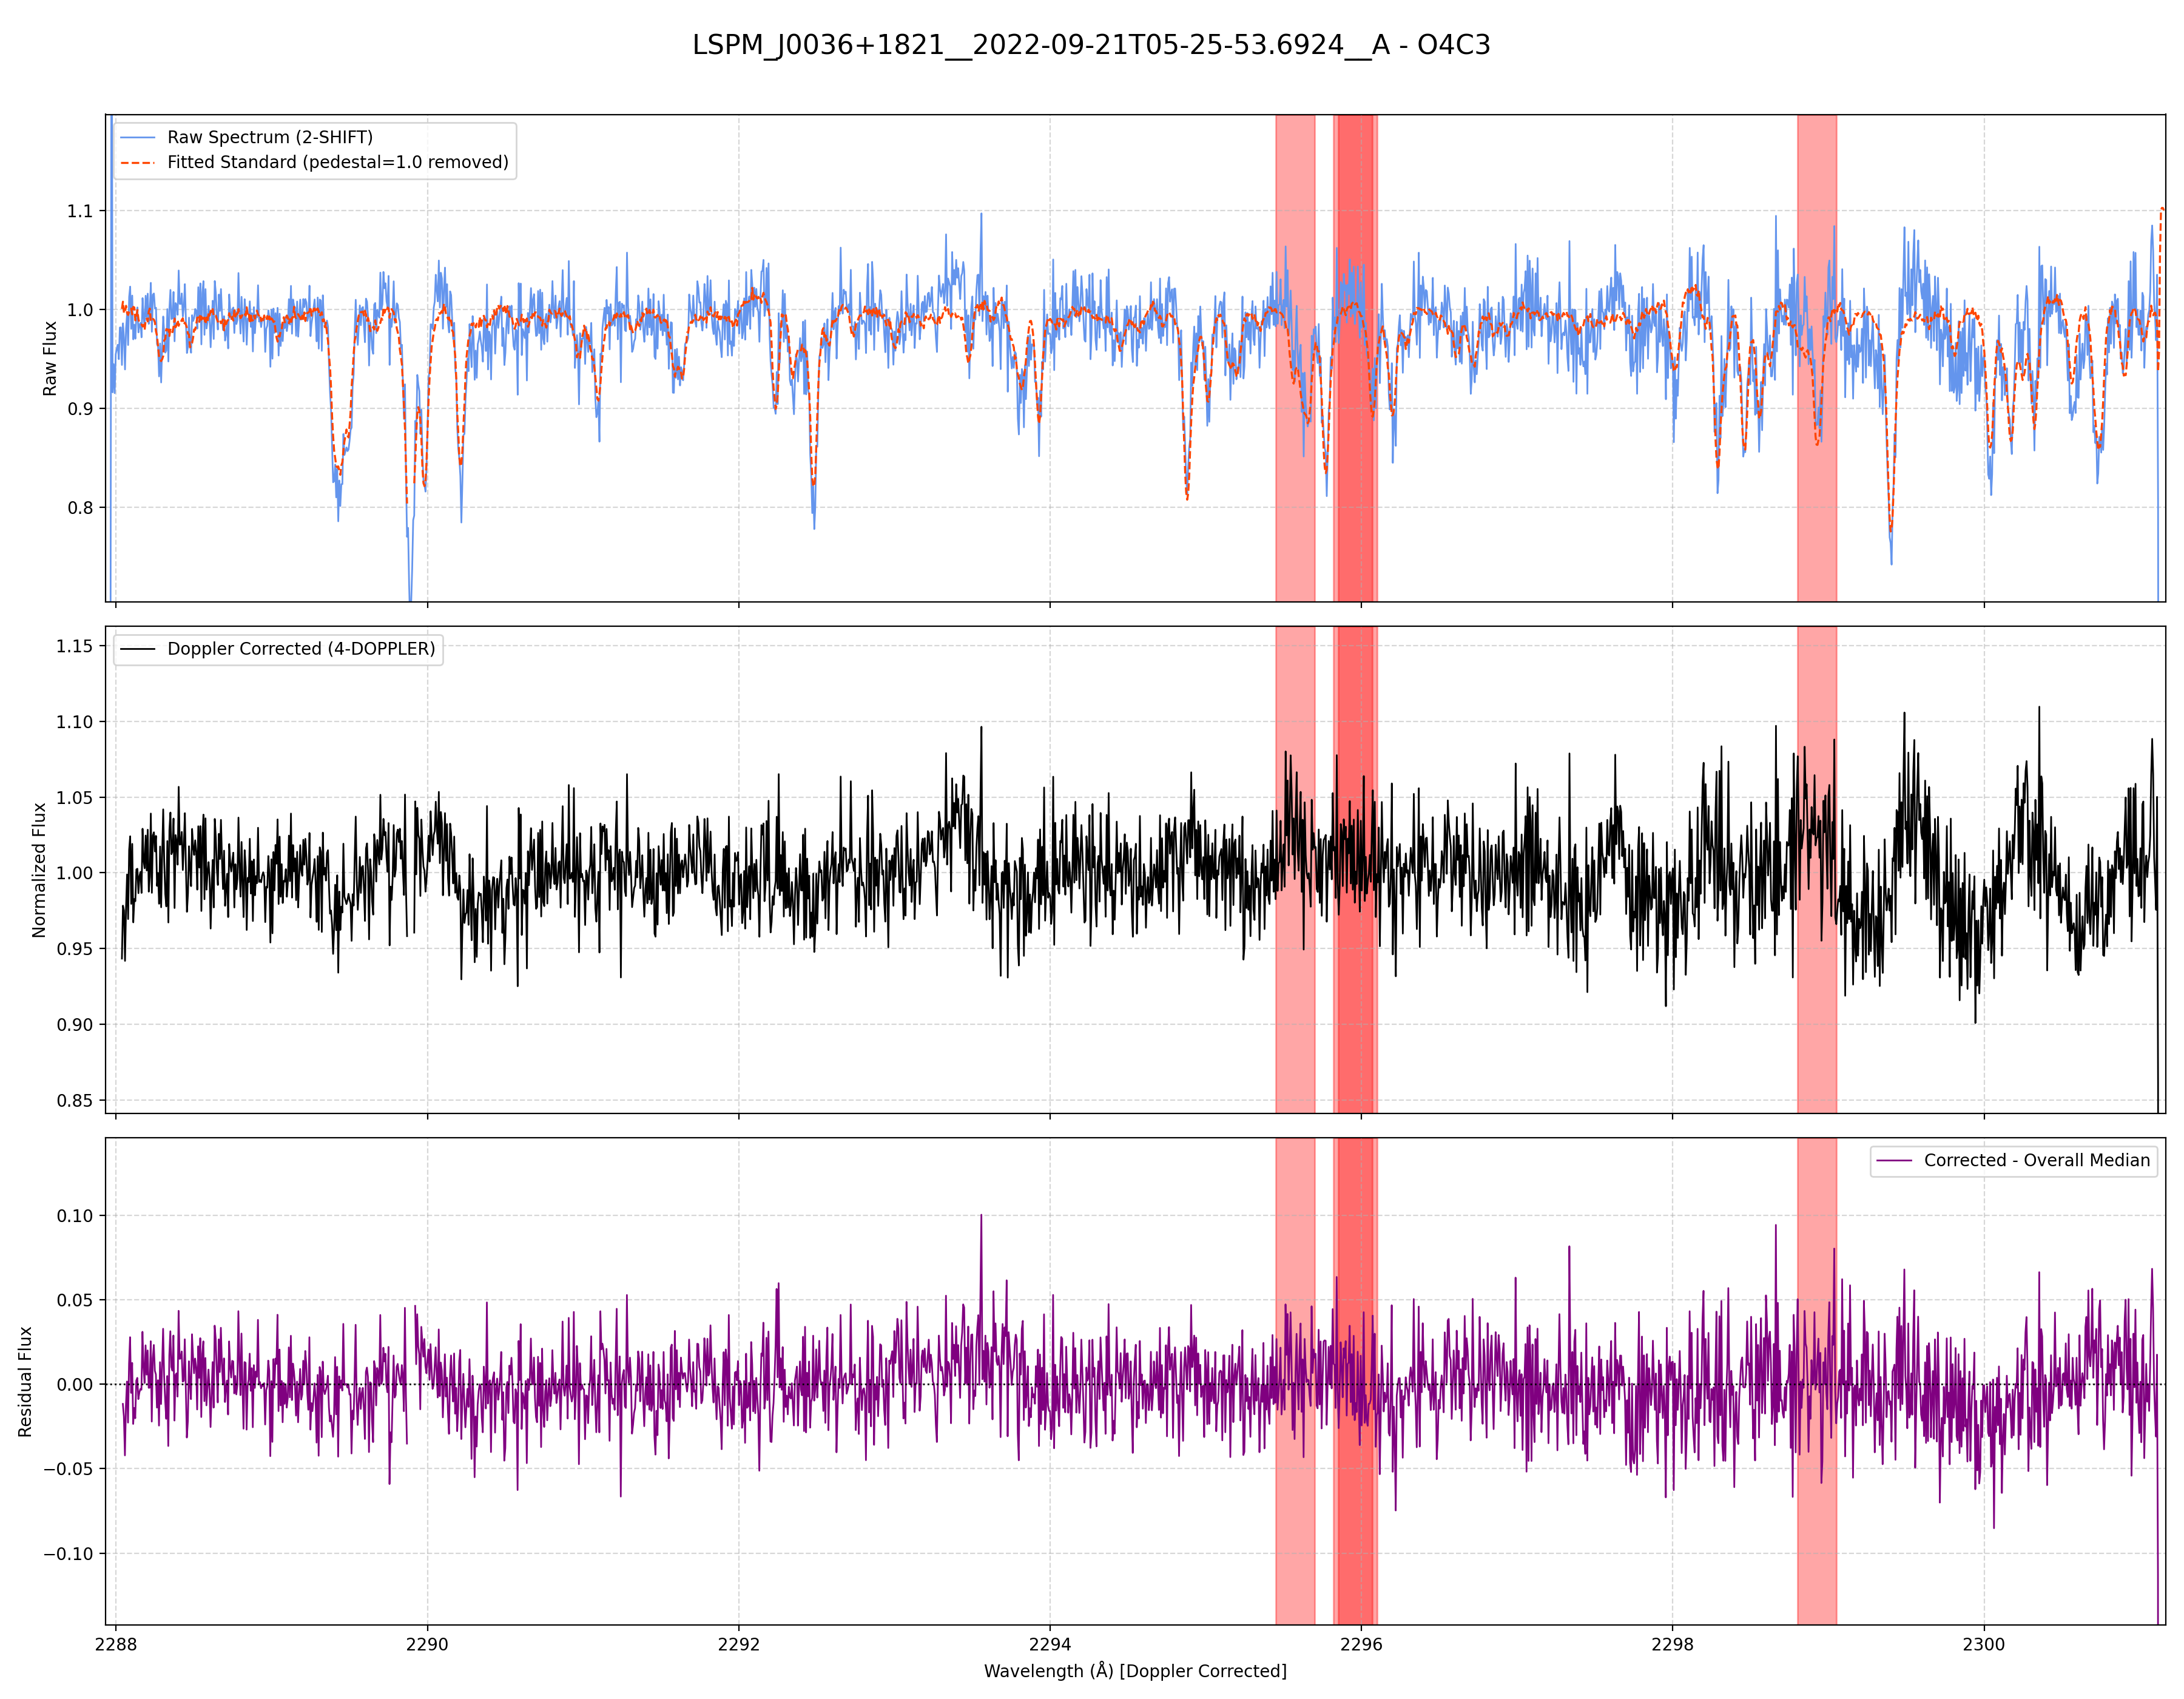 LSPM_J0036+1821__2022-09-21T05-25-53.6924__A - O4C3
Raw Spectrum (2-SHIFT)
Fitted Standard (pedestal=1.0 removed)
1.1
1.0
0.9
0.8
Raw Flux
Doppler Corrected (4-DOPPLER)
1.15
1.10
1.05
1.00
0.95
0.90
0.85
Normalized Flux
Corrected - Overall Median
0.10
0.05
0.00
−0.05
−0.10
Residual Flux
2288 2290 2292 2294 2296 2298 2300
Wavelength (Å) [Doppler Corrected]